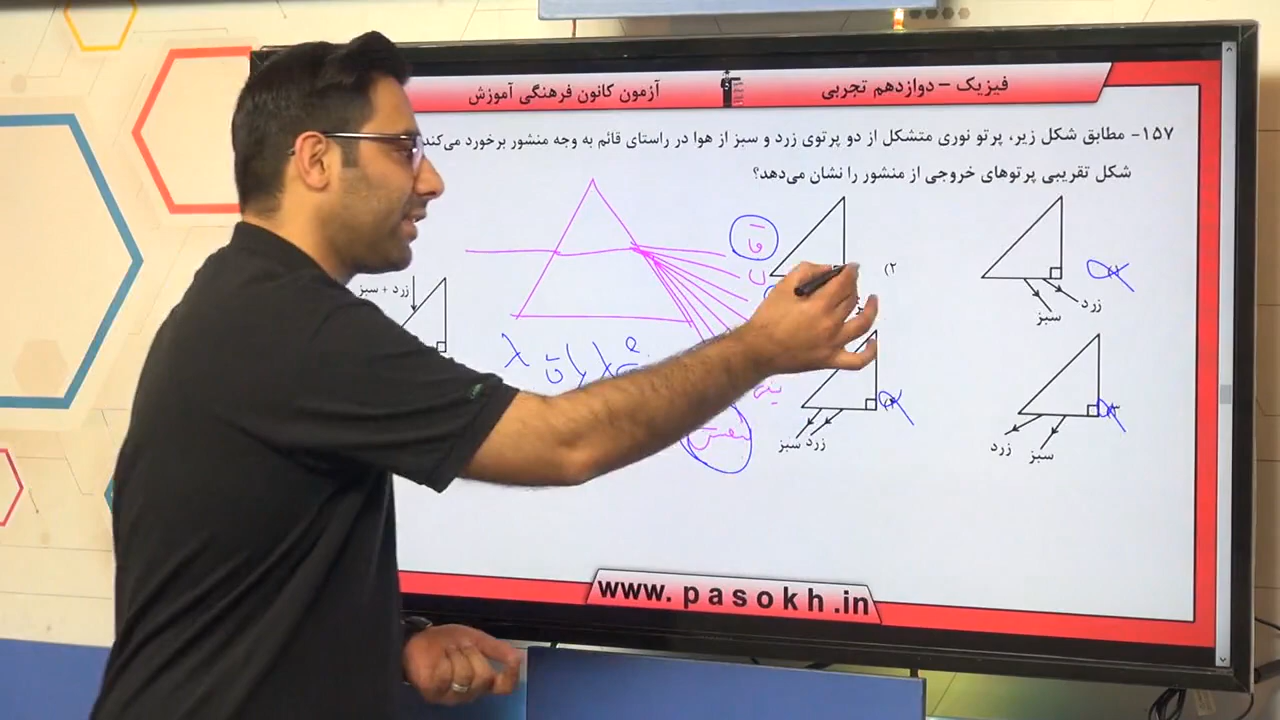 فیزیک – دوازدهم تجربی
آزمون کانون فرهنگی آموزش
۱۵۷- مطابق شکل زیر، پرتو نوری متشکل از دو پرتوی زرد و سبز از هوا در راستای قائم به وجه منشور برخورد می‌کند
شکل تقریبی پرتوهای خروجی از منشور را نشان می‌دهد؟
زرد + سبز
۲)
زرد
سبز
زرد
سبز
زرد
سبز
λ
www.pasokh.in